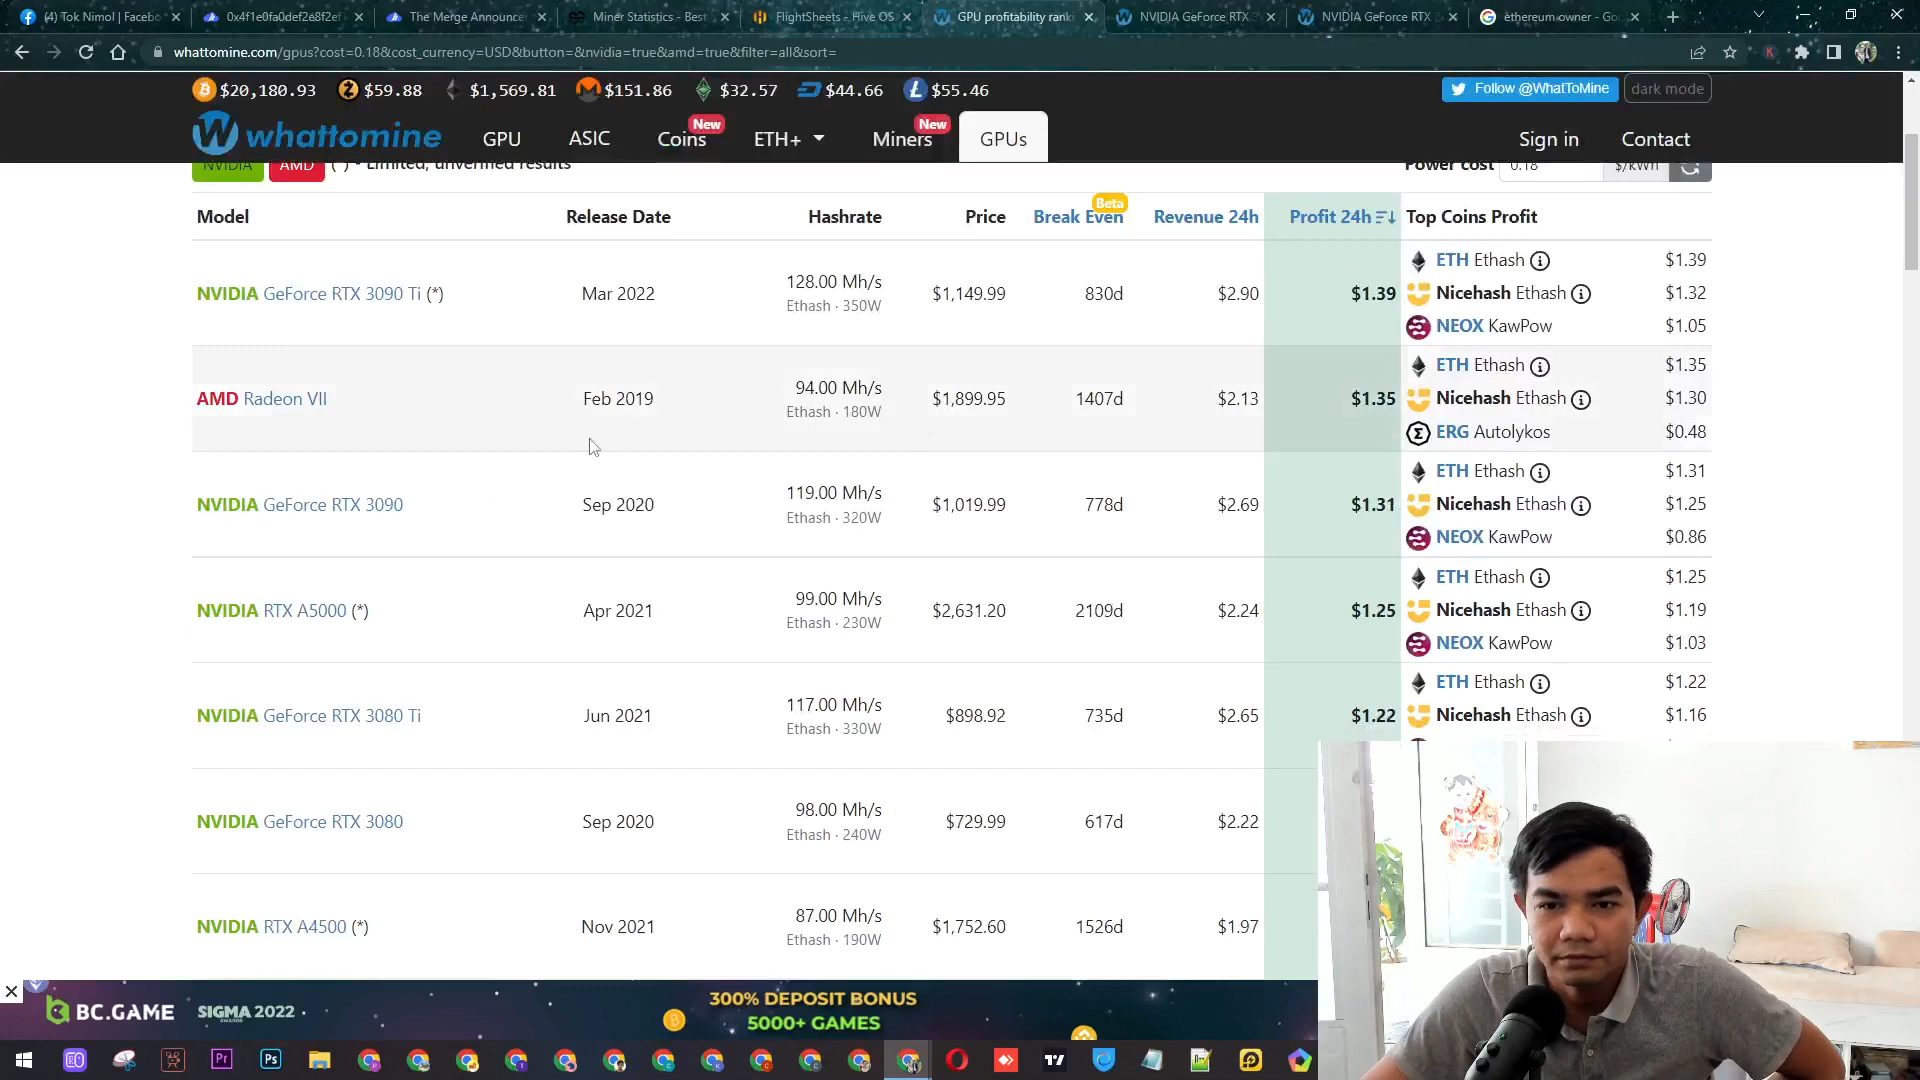 (4) Tok Nimol | Facebo
0x4f1e0fa0def2e8f2ef
The Merge Announce
Miner Statistics - Best
FlightSheets - Hive OS
GPU profitability rank
NVIDIA GeForce RTX
NVIDIA GeForce RTX
ethereum owner - Go
whattomine.com/gpus?cost=0.18&cost_currency=USD&button=&nvidia=true&amd=true&filter=all&sort=
$20,180.93 $59.88 $1,569.81 $151.86 $32.57 $44.66 $55.46
Follow @WhatToMine dark mode
whattomine GPU ASIC Coins New ETH+ Miners New GPUs Sign in Contact
NVIDIA AMD (*) - Limited, unverified results Power cost 0.18 $/kWh
Model Release Date Hashrate Price Break Even Beta Revenue 24h Profit 24h Top Coins Profit
NVIDIA GeForce RTX 3090 Ti (*) Mar 2022 128.00 Mh/s Ethash · 350W $1,149.99 830d $2.90 $1.39
ETH Ethash $1.39
Nicehash Ethash $1.32
NEOX KawPow $1.05
AMD Radeon VII Feb 2019 94.00 Mh/s Ethash · 180W $1,899.95 1407d $2.13 $1.35
ETH Ethash $1.35
Nicehash Ethash $1.30
ERG Autolykos $0.48
NVIDIA GeForce RTX 3090 Sep 2020 119.00 Mh/s Ethash · 320W $1,019.99 778d $2.69 $1.31
ETH Ethash $1.31
Nicehash Ethash $1.25
NEOX KawPow $0.86
NVIDIA RTX A5000 (*) Apr 2021 99.00 Mh/s Ethash · 230W $2,631.20 2109d $2.24 $1.25
ETH Ethash $1.25
Nicehash Ethash $1.19
NEOX KawPow $1.03
NVIDIA GeForce RTX 3080 Ti Jun 2021 117.00 Mh/s Ethash · 330W $898.92 735d $2.65 $1.22
ETH Ethash $1.22
Nicehash Ethash $1.16
NVIDIA GeForce RTX 3080 Sep 2020 98.00 Mh/s Ethash · 240W $729.99 617d $2.22
NVIDIA RTX A4500 (*) Nov 2021 87.00 Mh/s Ethash · 190W $1,752.60 1526d $1.97
BC.GAME SIGMA 2022 AWARDS
300% DEPOSIT BONUS
5000+ GAMES
Pr Ps